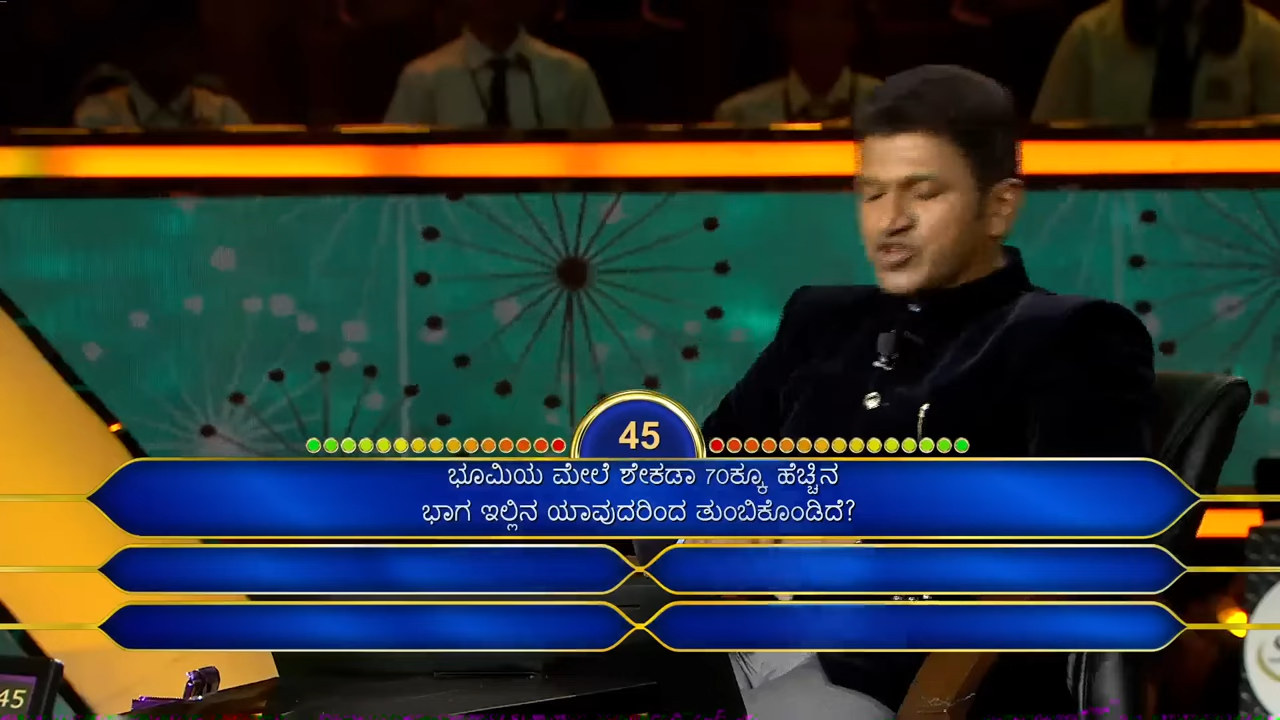 45
ಭೂಮಿಯ ಮೇಲೆ ಶೇಕಡಾ 70ಕ್ಕೂ ಹೆಚ್ಚಿನ
ಭಾಗ ಇಲ್ಲಿನ ಯಾವುದರಿಂದ ತುಂಬಿಕೊಂಡಿದೆ?
45